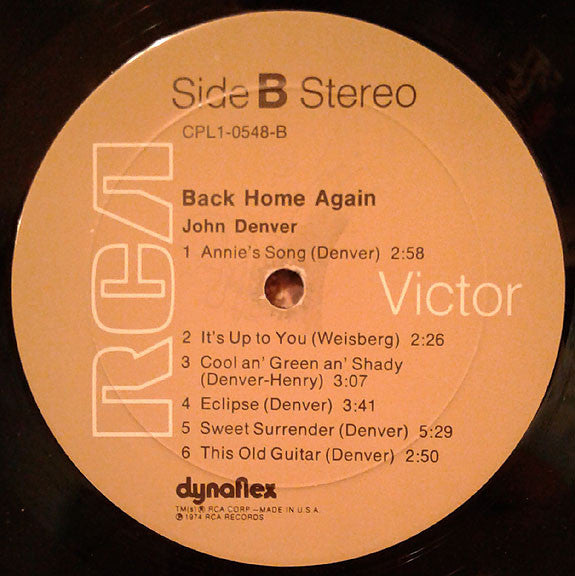 Side B Stereo
CPL1-0548-B
Back Home Again
John Denver
1 Annie's Song (Denver) 2:58
RCA
Victor
2 It's Up to You (Weisberg) 2:26
3 Cool an' Green an' Shady
(Denver-Henry) 3:07
4 Eclipse (Denver) 3:41
5 Sweet Surrender (Denver) 5:29
6 This Old Guitar (Denver) 2:50
dynaflex
TM(s) ® RCA CORP.—MADE IN U.S.A.
℗ 1974 RCA RECORDS